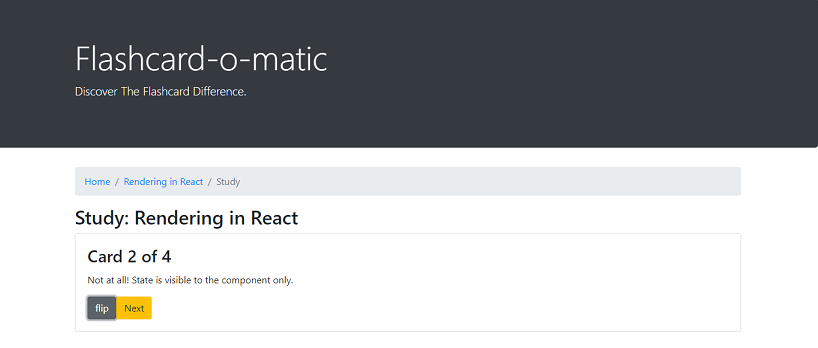 Flashcard-o-matic
Discover The Flashcard Difference.
Home / Rendering in React / Study
Study: Rendering in React
Card 2 of 4
Not at all! State is visible to the component only.
flip Next